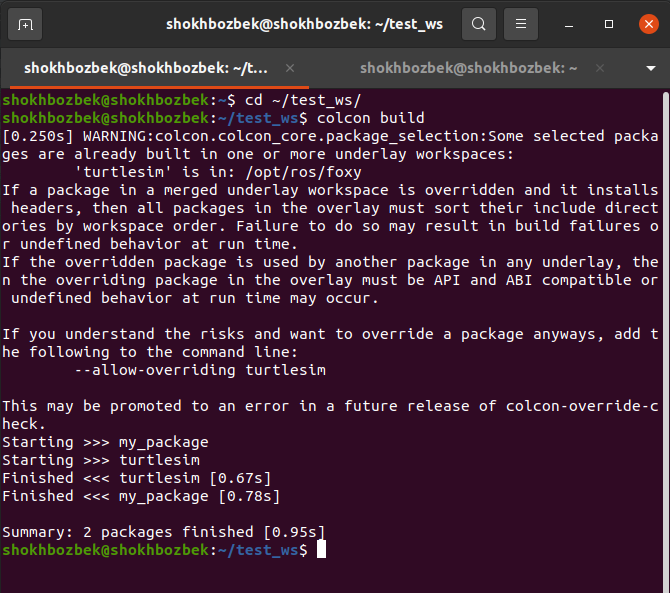 shokhbozbek@shokhbozbek: ~/test_ws
shokhbozbek@shokhbozbek: ~/t...
shokhbozbek@shokhbozbek: ~
shokhbozbek@shokhbozbek:~$ cd ~/test_ws/
shokhbozbek@shokhbozbek:~/test_ws$ colcon build
[0.250s] WARNING:colcon.colcon_core.package_selection:Some selected packa
ges are already built in one or more underlay workspaces:
'turtlesim' is in: /opt/ros/foxy
If a package in a merged underlay workspace is overridden and it installs
headers, then all packages in the overlay must sort their include direct
ories by workspace order. Failure to do so may result in build failures o
r undefined behavior at run time.
If the overridden package is used by another package in any underlay, the
n the overriding package in the overlay must be API and ABI compatible or
undefined behavior at run time may occur.
If you understand the risks and want to override a package anyways, add t
he following to the command line:
--allow-overriding turtlesim
This may be promoted to an error in a future release of colcon-override-c
heck.
Starting >>> my_package
Starting >>> turtlesim
Finished <<< turtlesim [0.67s]
Finished <<< my_package [0.78s]
Summary: 2 packages finished [0.95s]
shokhbozbek@shokhbozbek:~/test_ws$